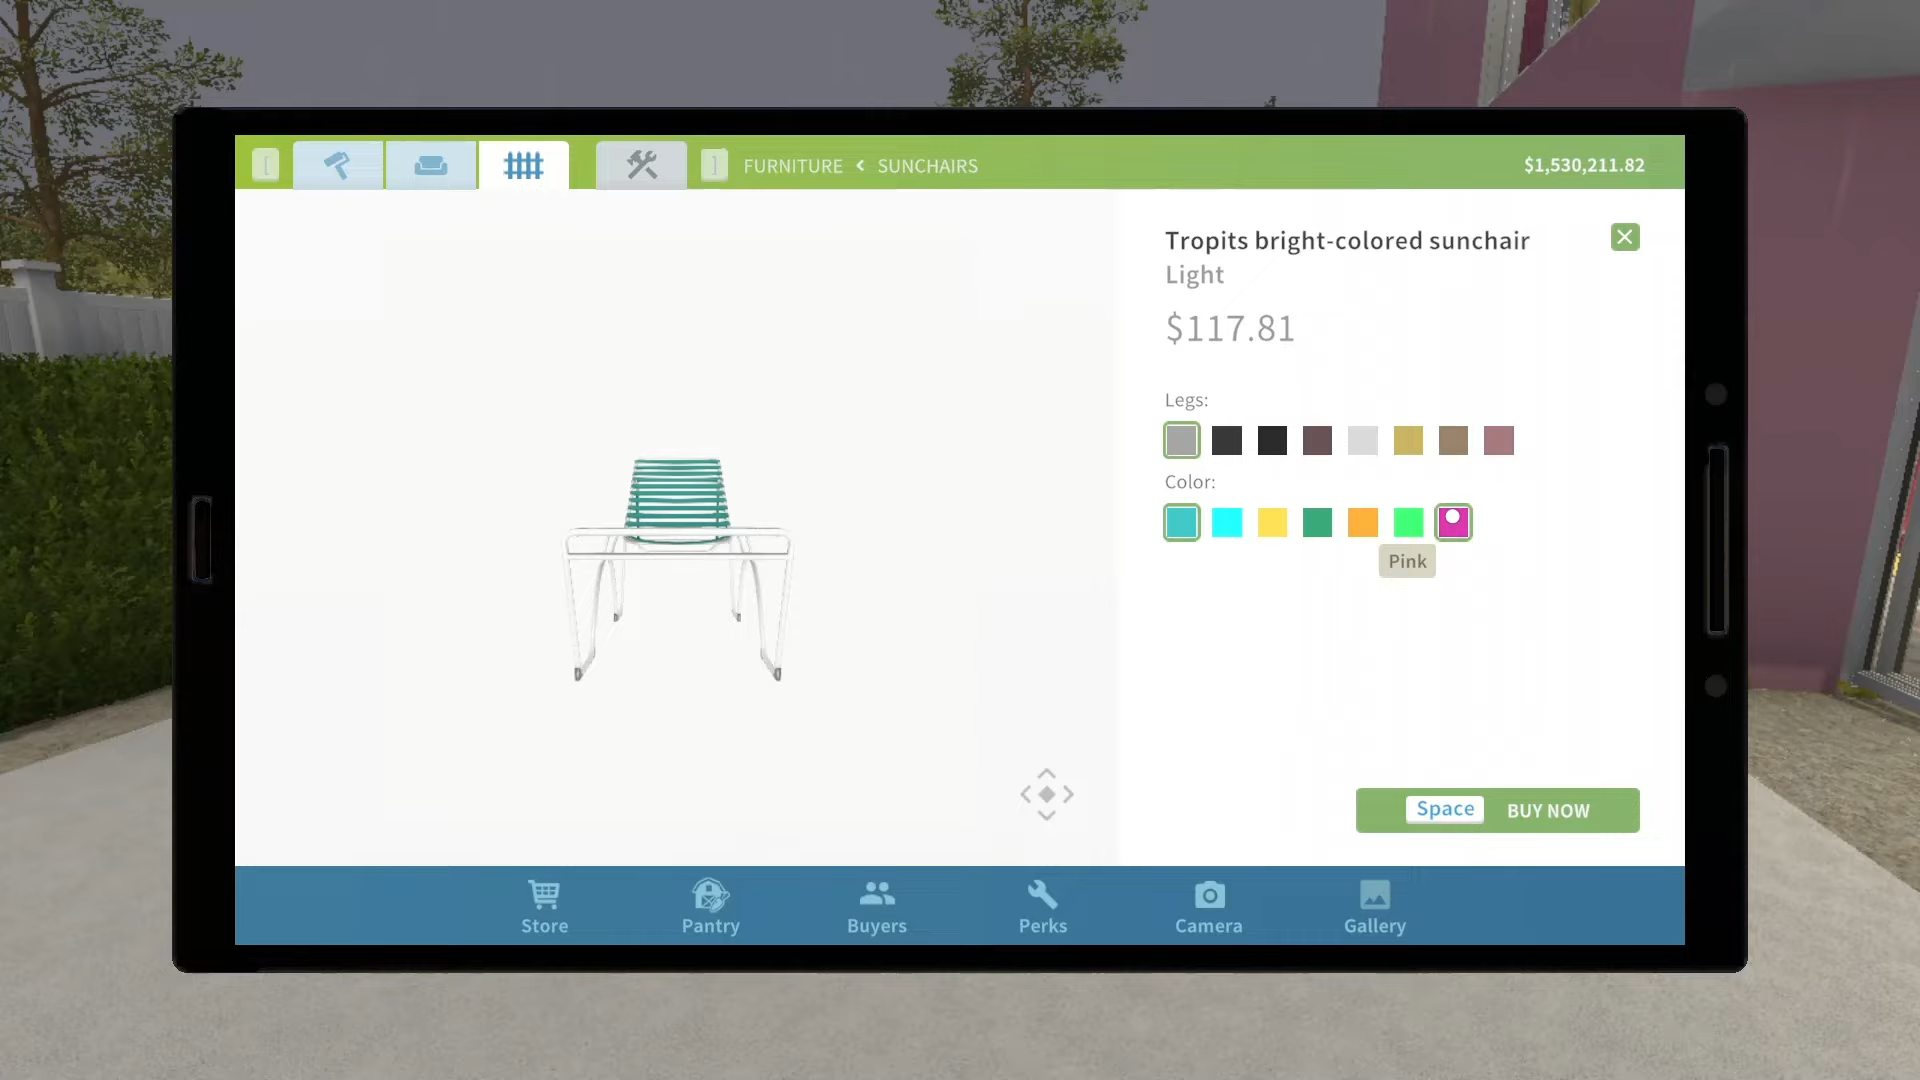 [
] FURNITURE < SUNCHAIRS
$1,530,211.82
Tropits bright-colored sunchair
Light
$117.81
Legs:
Color:
Pink
Space BUY NOW
Store Pantry Buyers Perks Camera Gallery